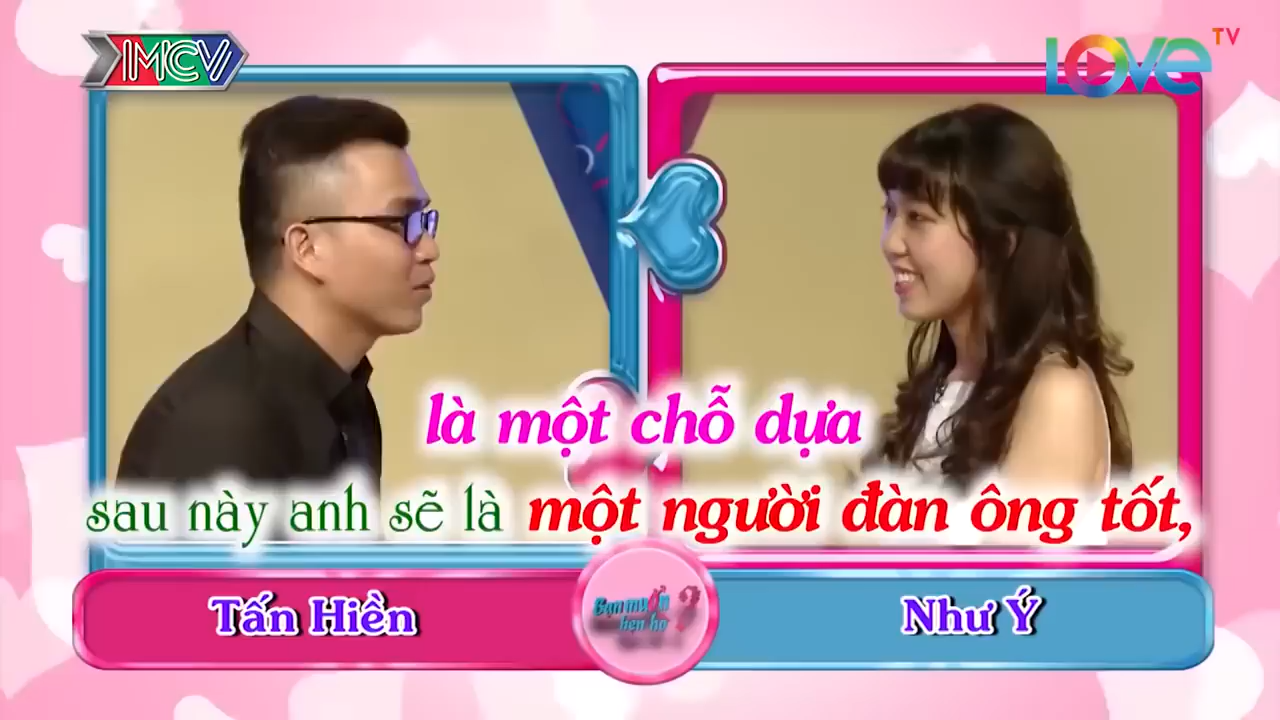 MCV
LOVE TV
là một chỗ dựa
sau này anh sẽ là một người đàn ông tốt,
Tấn Hiền
Bạn muốn
hẹn hò ?
Như Ý